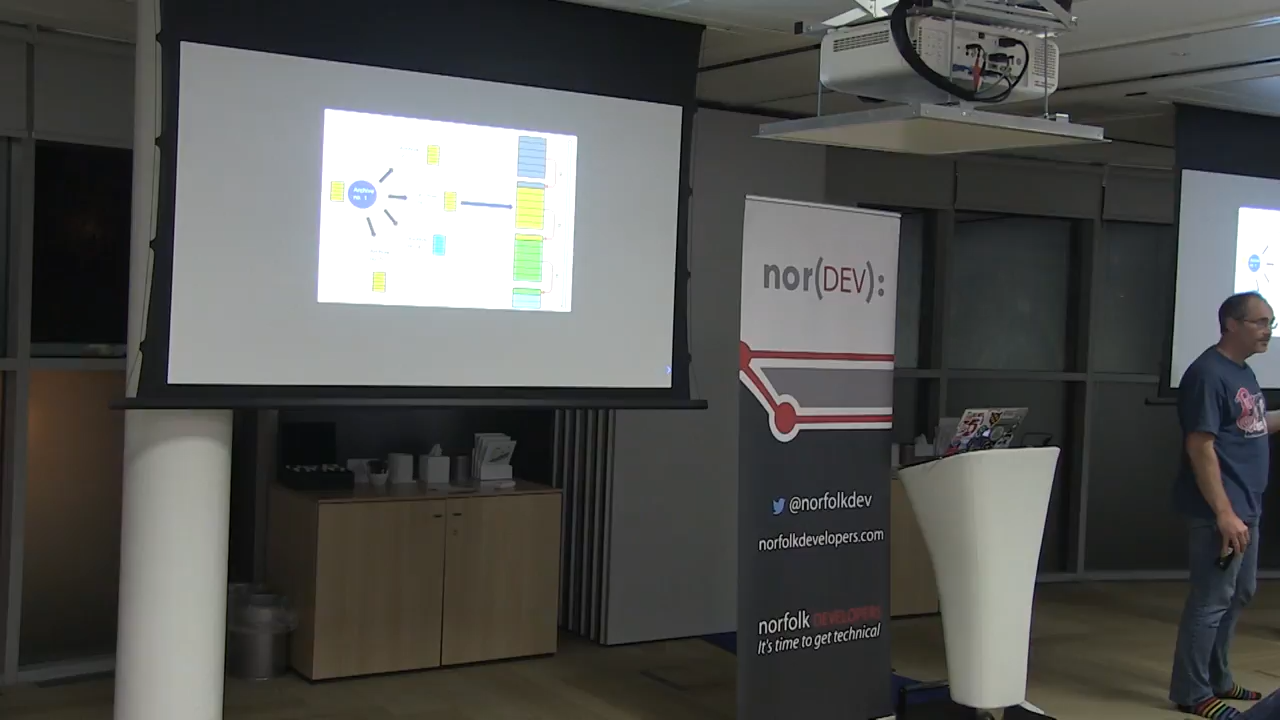 nor(DEV):
@norfolkdev
norfolkdevelopers.com
norfolk DEVELOPERS
It's time to get technical